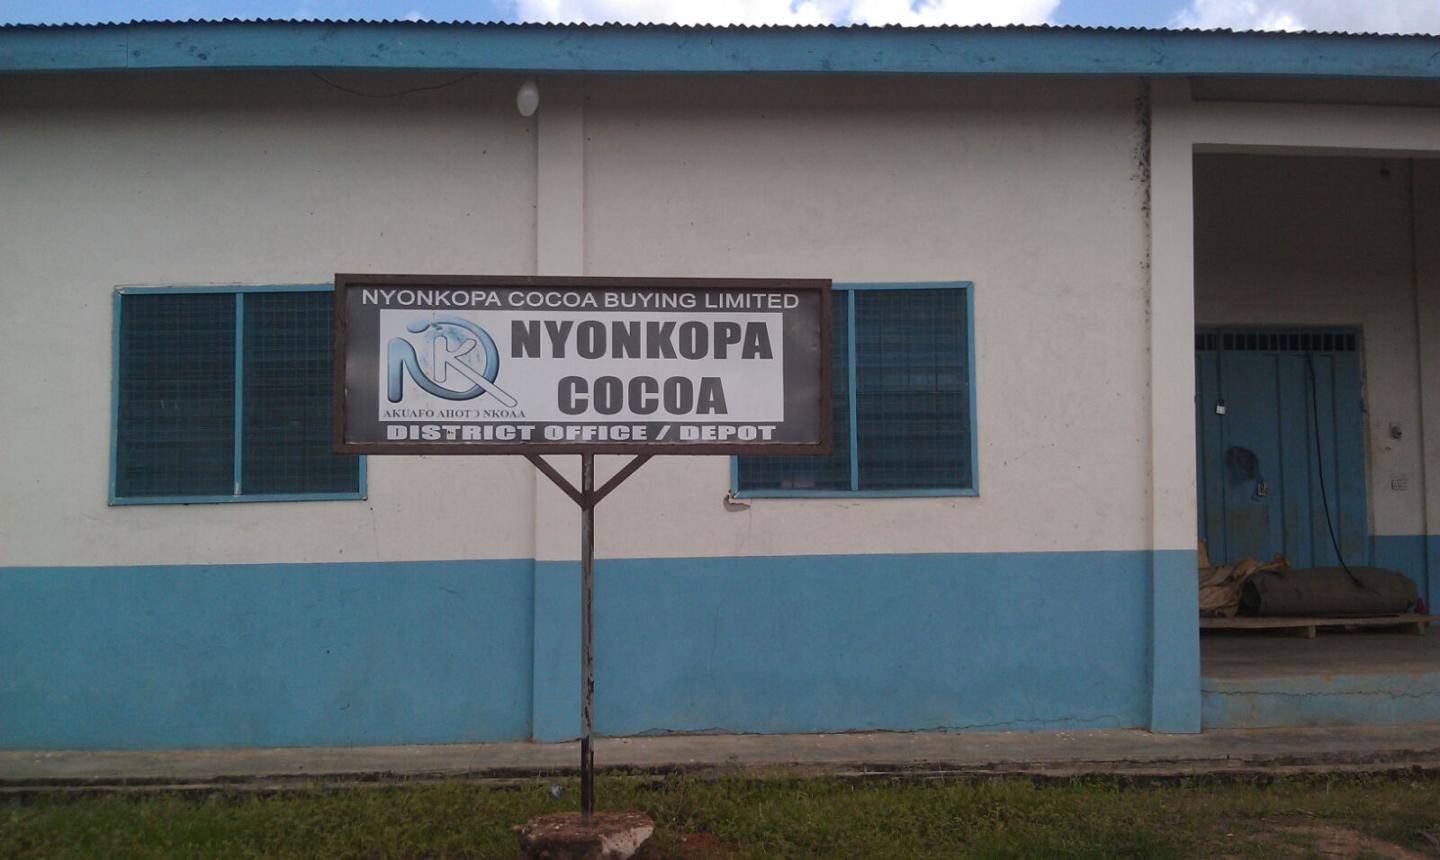 NYONKOPA COCOA BUYING LIMITED
NK
NYONKOPA
COCOA
AKUAFO AHOTƆ NKOAA
DISTRICT OFFICE / DEPOT